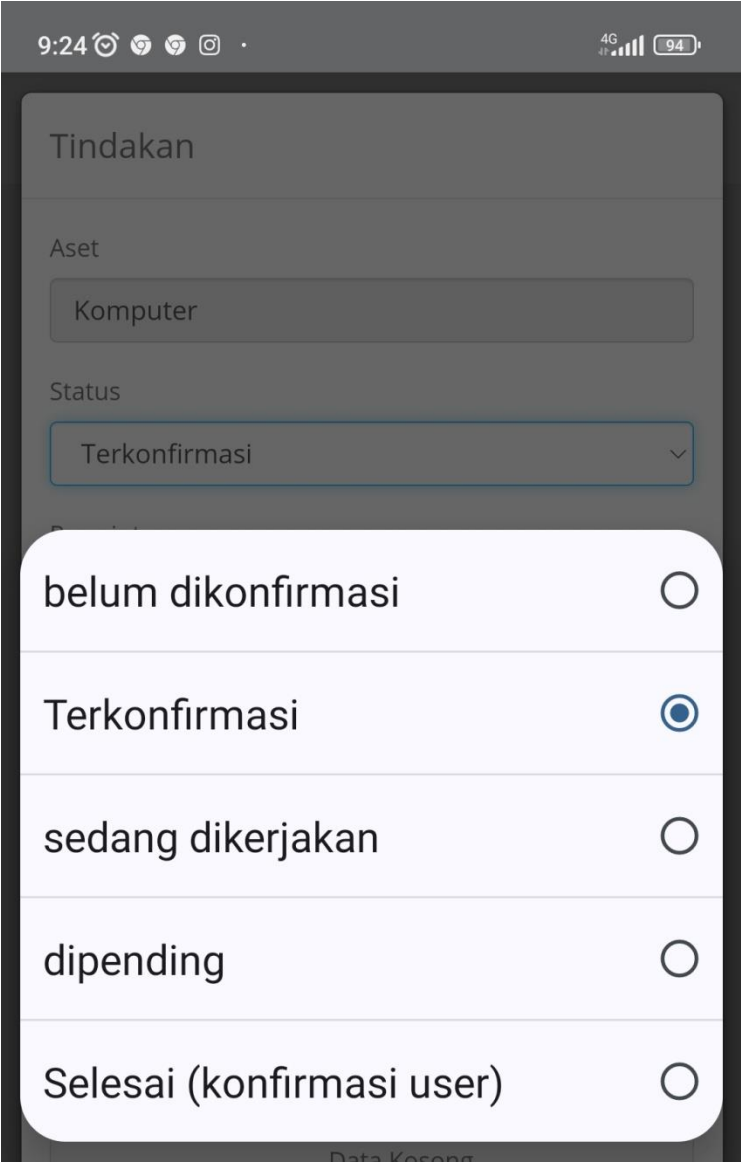 9:24
4G
94
Tindakan
Aset
Komputer
Status
Terkonfirmasi
belum dikonfirmasi
Terkonfirmasi
sedang dikerjakan
dipending
Selesai (konfirmasi user)
Data Kosong